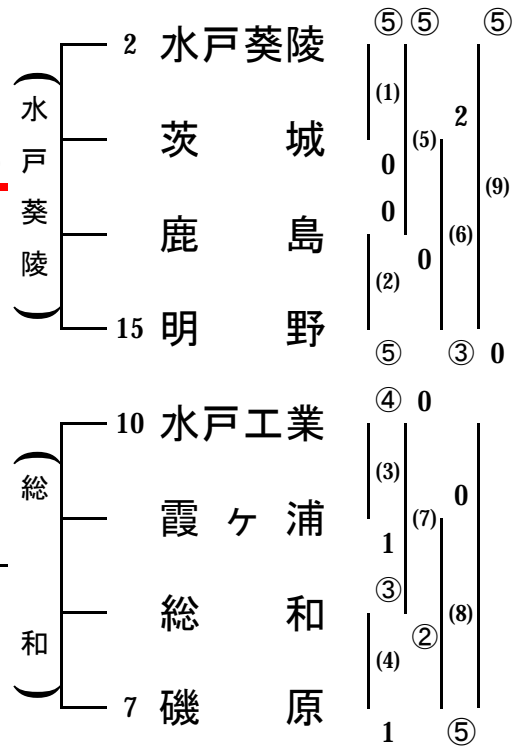 ⑤ ⑤ ⑤
2 水戸葵陵
(1)
2
茨 城
(5)
0
(9)
0
鹿 島
(6)
0
(2)
15 明 野
⑤ ③ 0
(水戸葵陵)
④ 0
10 水戸工業
(3)
0
霞ヶ浦
(7)
1
③
総 和
(8)
②
(4)
7 磯 原
1 ⑤
(総 和)